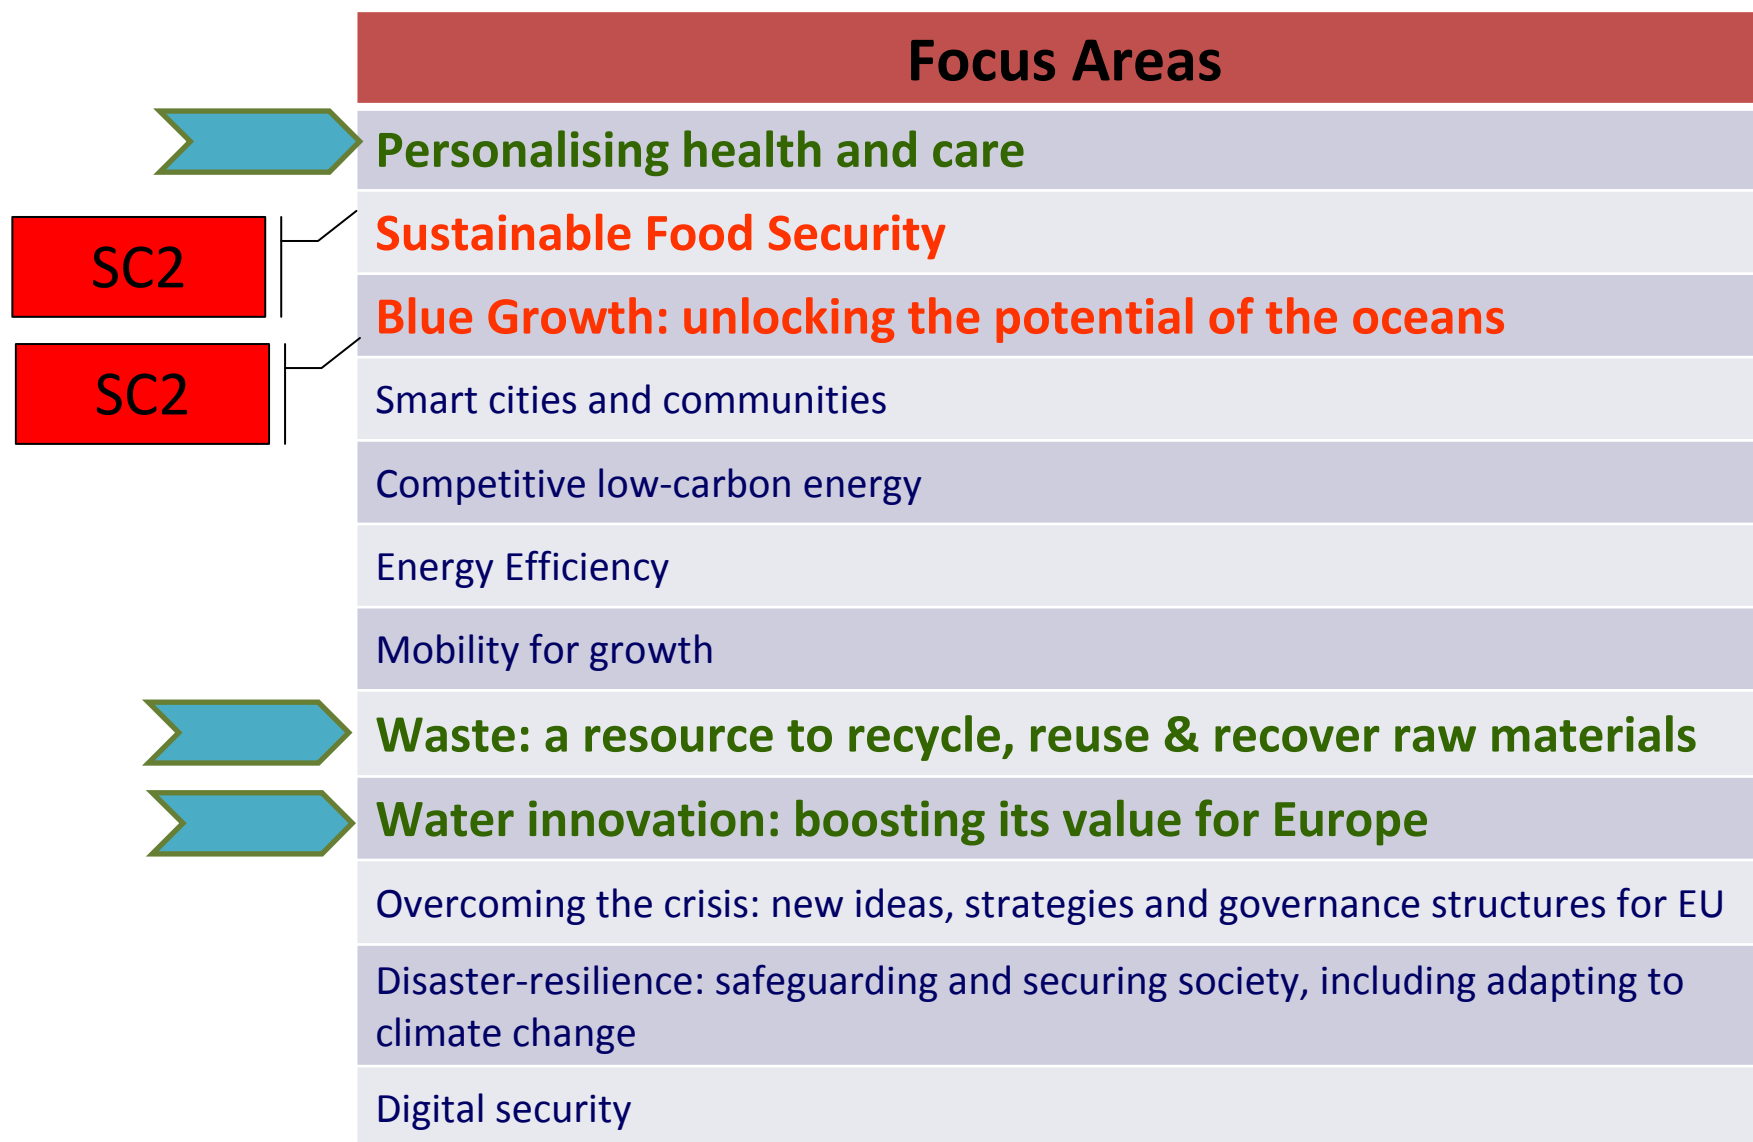 Focus Areas
Personalising health and care
SC2
Sustainable Food Security
Blue Growth: unlocking the potential of the oceans
SC2
Smart cities and communities
Competitive low-carbon energy
Energy Efficiency
Mobility for growth
Waste: a resource to recycle, reuse & recover raw materials
Water innovation: boosting its value for Europe
Overcoming the crisis: new ideas, strategies and governance structures for EU
Disaster-resilience: safeguarding and securing society, including adapting to
climate change
Digital security